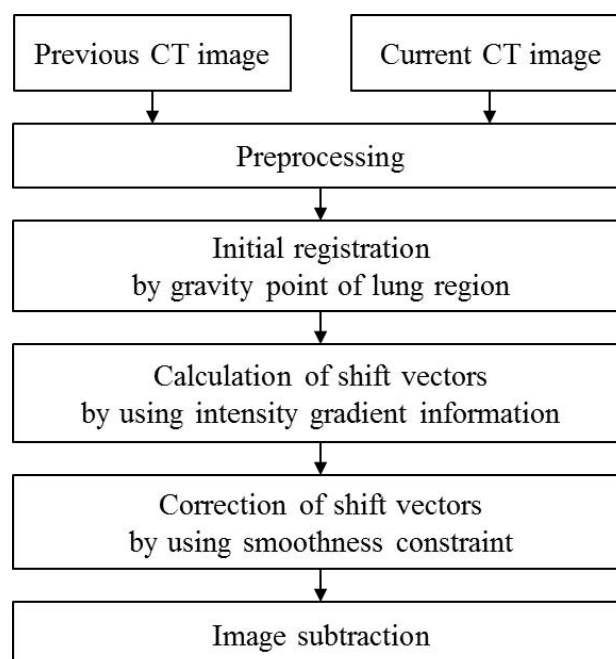 Previous CT image
Current CT image
Preprocessing
Initial registration
by gravity point of lung region
Calculation of shift vectors
by using intensity gradient information
Correction of shift vectors
by using smoothness constraint
Image subtraction